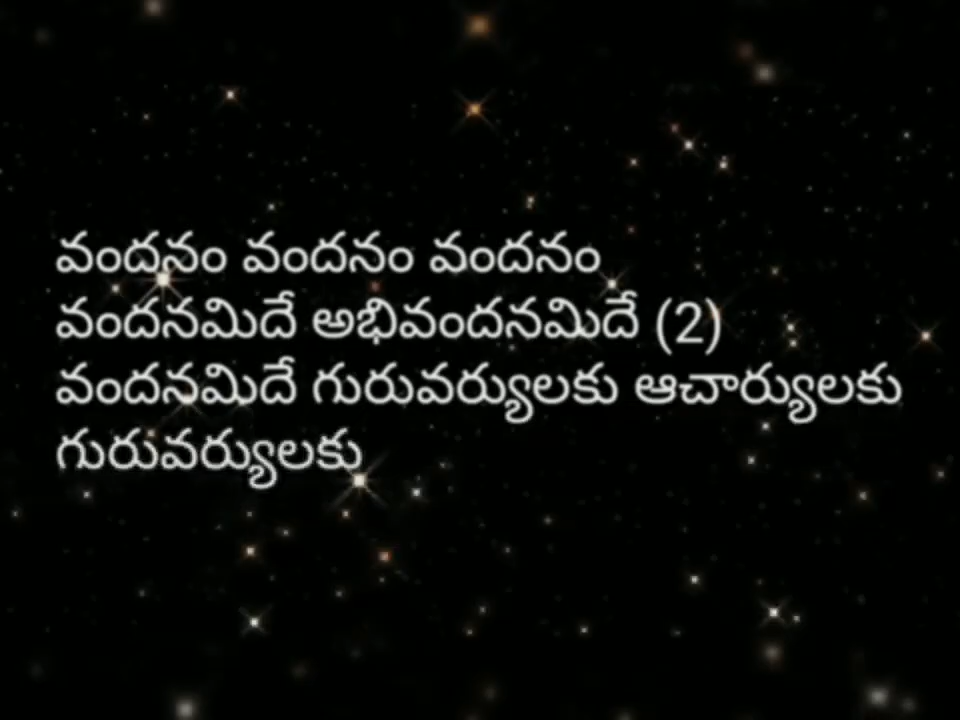 వందనం వందనం వందనం
వందనమిదే అభివందనమిదే (2)
వందనమిదే గురువర్యులకు ఆచార్యులకు
గురువర్యులకు